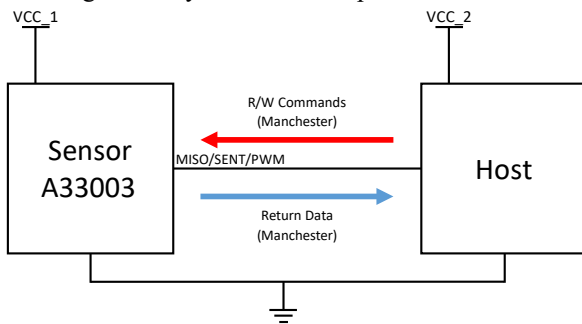 VCC_1
VCC_2
R/W Commands
(Manchester)
Sensor
A33003
MISO/SENT/PWM
Host
Return Data
(Manchester)